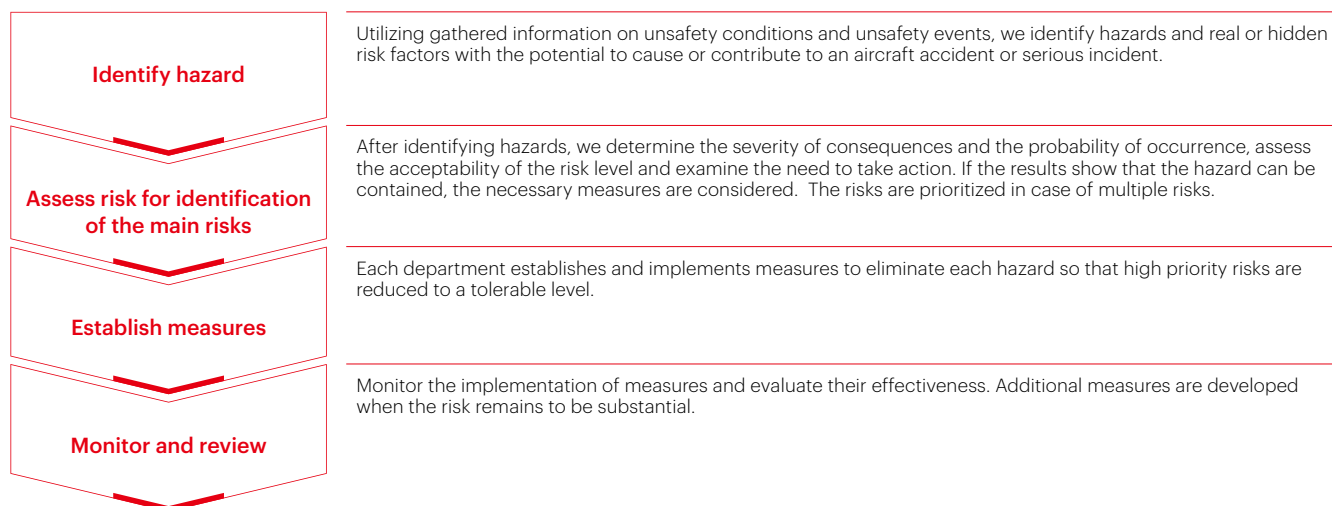 Identify hazard
Utilizing gathered information on unsafety conditions and unsafety events, we identify hazards and real or hidden
risk factors with the potential to cause or contribute to an aircraft accident or serious incident.
Assess risk for identification
of the main risks
After identifying hazards, we determine the severity of consequences and the probability of occurrence, assess
the acceptability of the risk level and examine the need to take action. If the results show that the hazard can be
contained, the necessary measures are considered.  The risks are prioritized in case of multiple risks.
Establish measures
Each department establishes and implements measures to eliminate each hazard so that high priority risks are
reduced to a tolerable level.
Monitor and review
Monitor the implementation of measures and evaluate their effectiveness. Additional measures are developed
when the risk remains to be substantial.